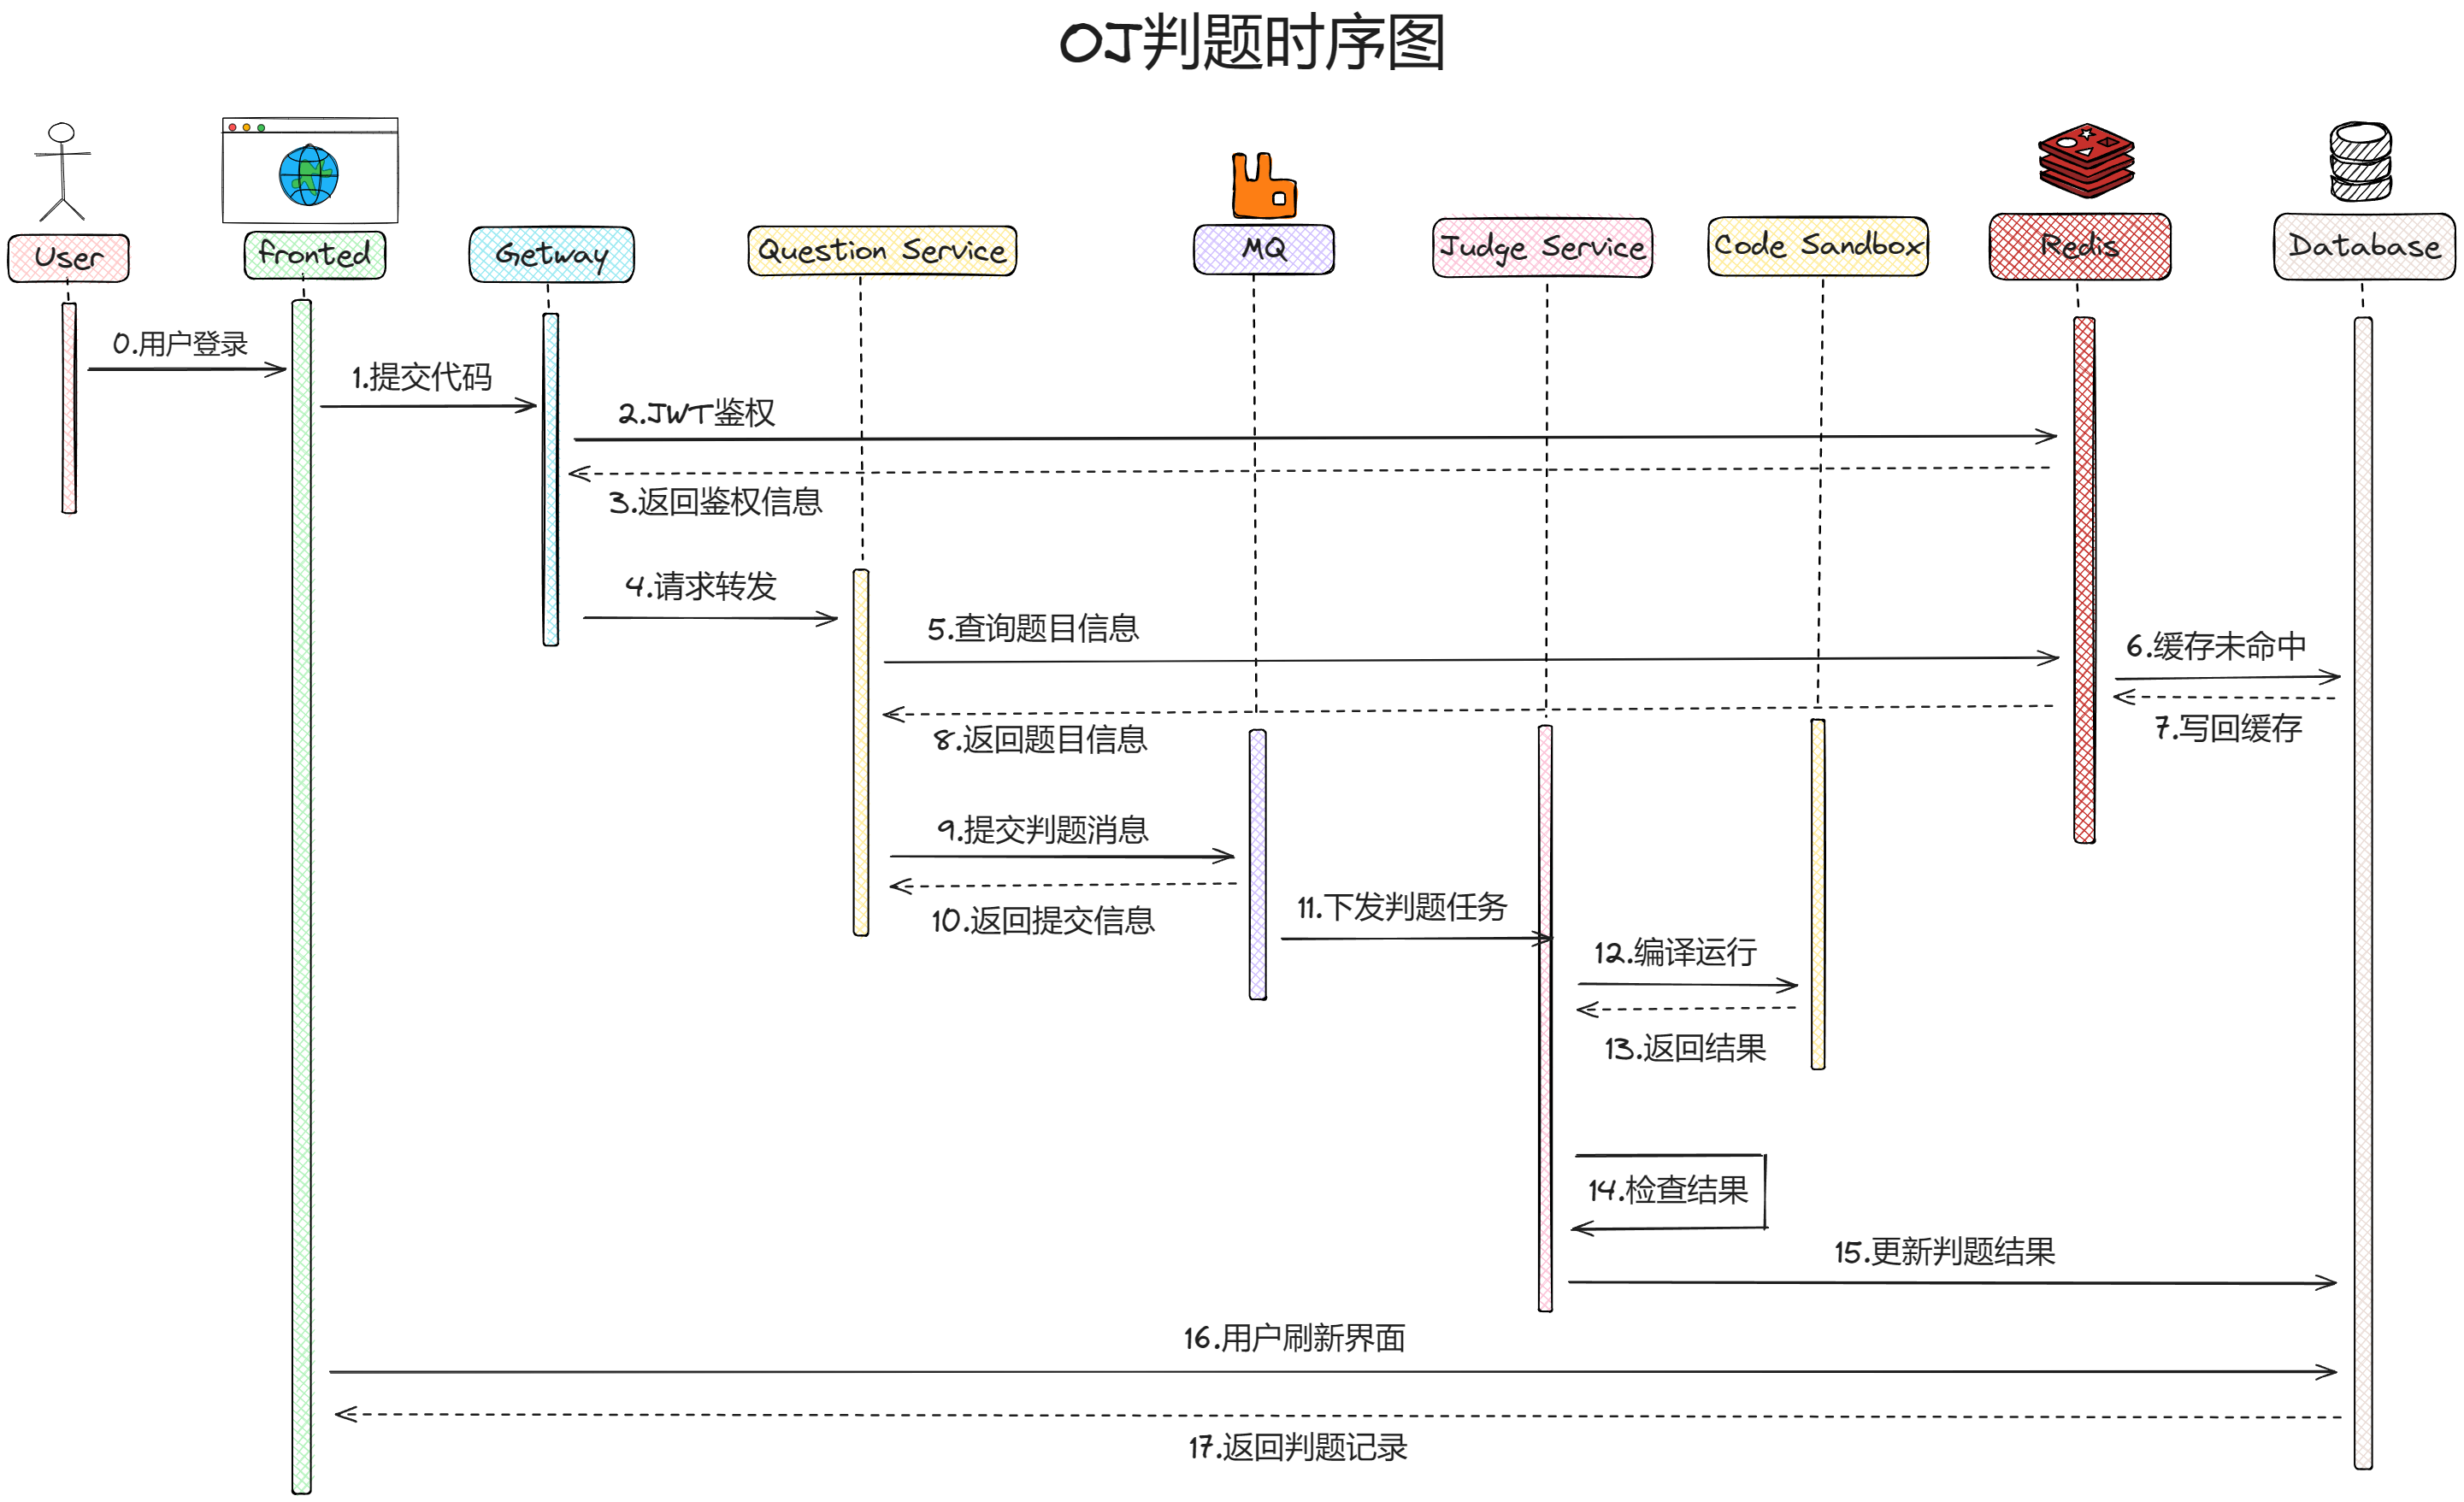 OJ判题时序图
User
fronted
Getway
Question Service
MQ
Judge Service
Code Sandbox
Redis
Database
0.用户登录
1.提交代码
2.JWT鉴权
3.返回鉴权信息
4.请求转发
5.查询题目信息
6.缓存未命中
7.写回缓存
8.返回题目信息
9.提交判题消息
10.返回提交信息
11.下发判题任务
12.编译运行
13.返回结果
14.检查结果
15.更新判题结果
16.用户刷新界面
17.返回判题记录